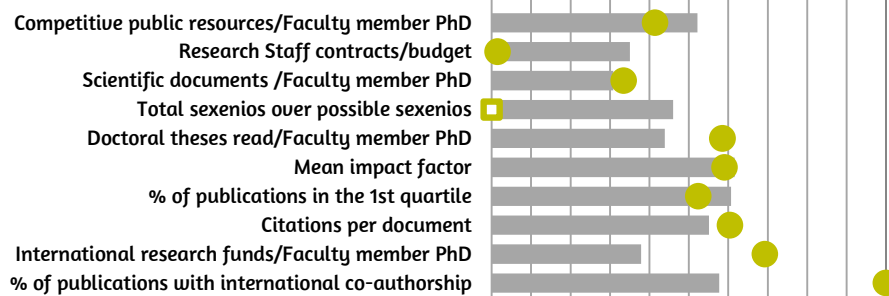 Competitive public resources/Faculty member PhD
Research Staff contracts/budget
Scientific documents /Faculty member PhD
Total sexenios over possible sexenios
Doctoral theses read/Faculty member PhD
Mean impact factor
% of publications in the 1st quartile
Citations per document
International research funds/Faculty member PhD
% of publications with international co-authorship